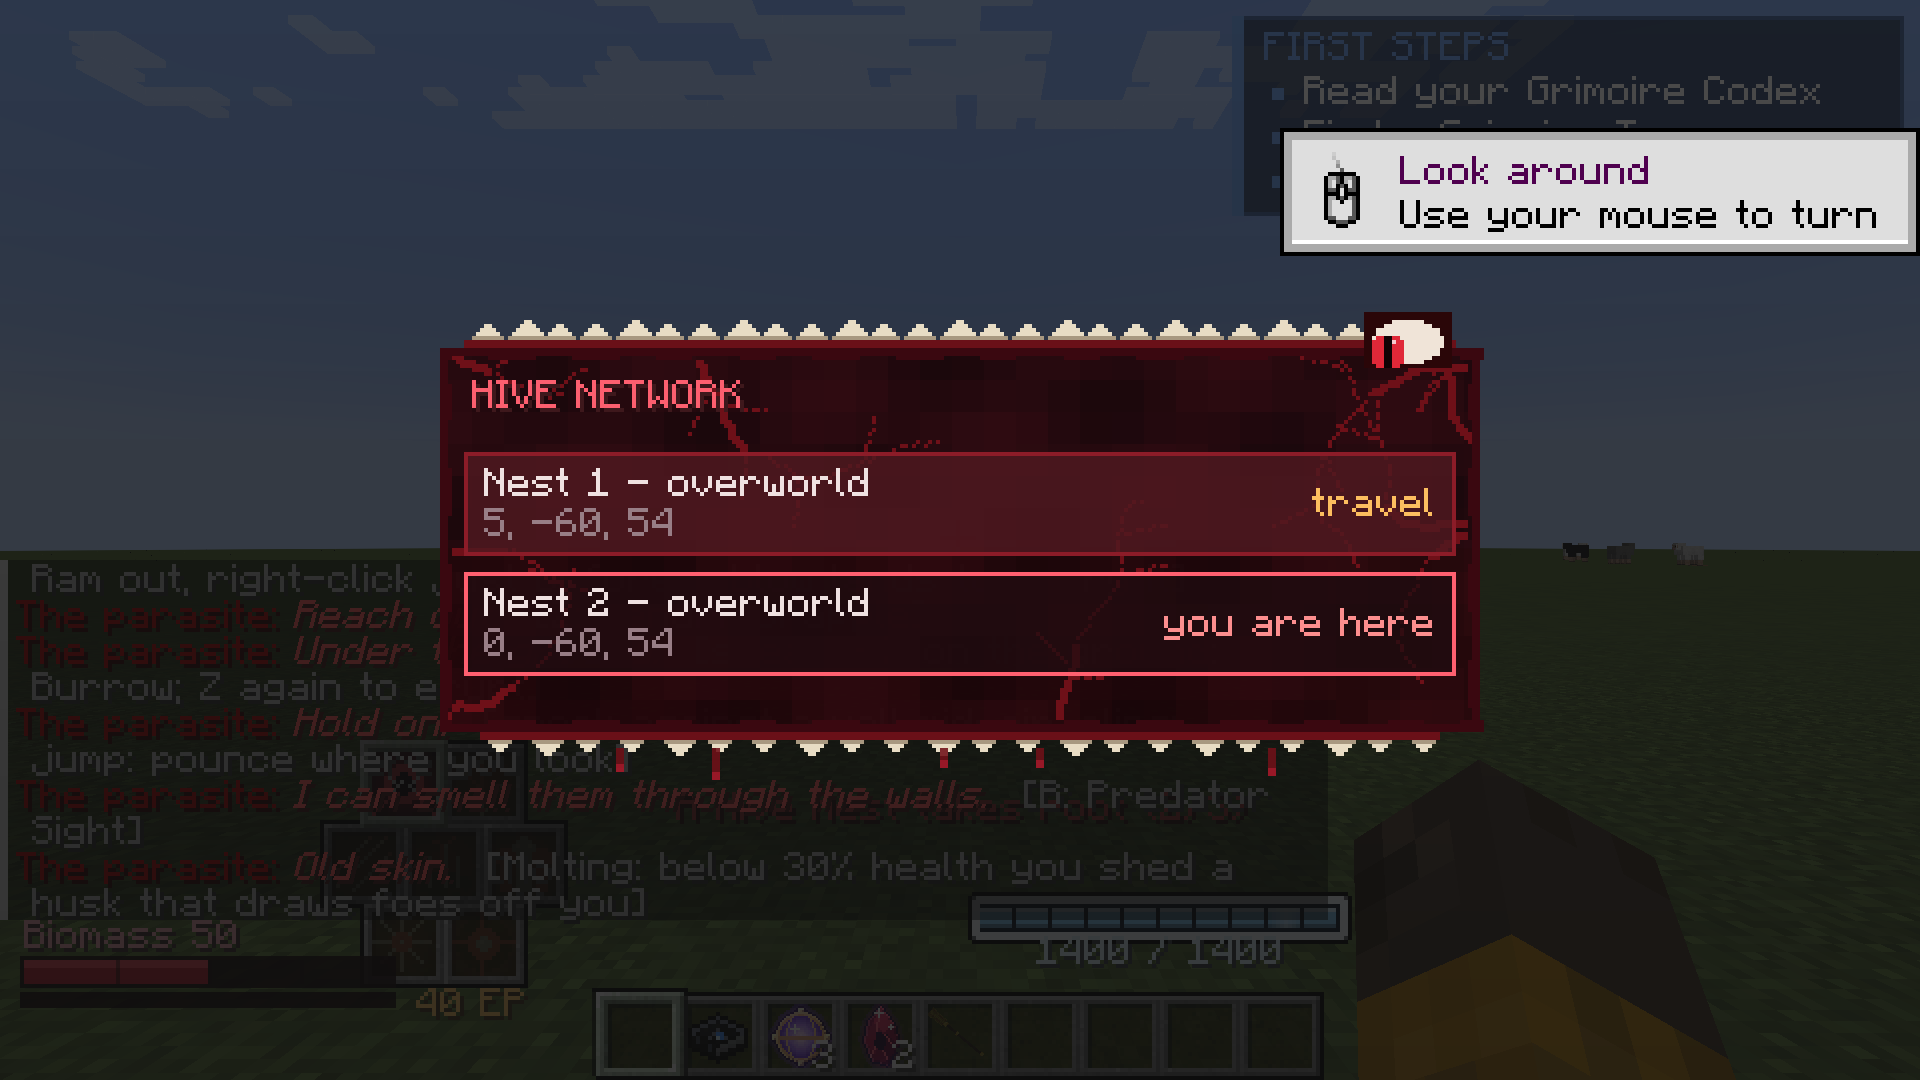 FIRST STEPS
Read your Grimoire Codex
Look around
Use your mouse to turn
HIVE NETWORK
Nest 1 - overworld
5, -60, 54
travel
Nest 2 - overworld
0, -60, 54
you are here
Ram out, right-click
The parasite: Reach
The parasite: Under
Burrow; Z again to
The parasite: Hold on.
jump: pounce where you look]
The parasite: I can smell them through the walls. [B: Predator
Sight]
The parasite: Old skin. [Molting: below 30% health you shed a
husk that draws foes off you]
Biomass 50
40 EP
1400 / 1400
3
2